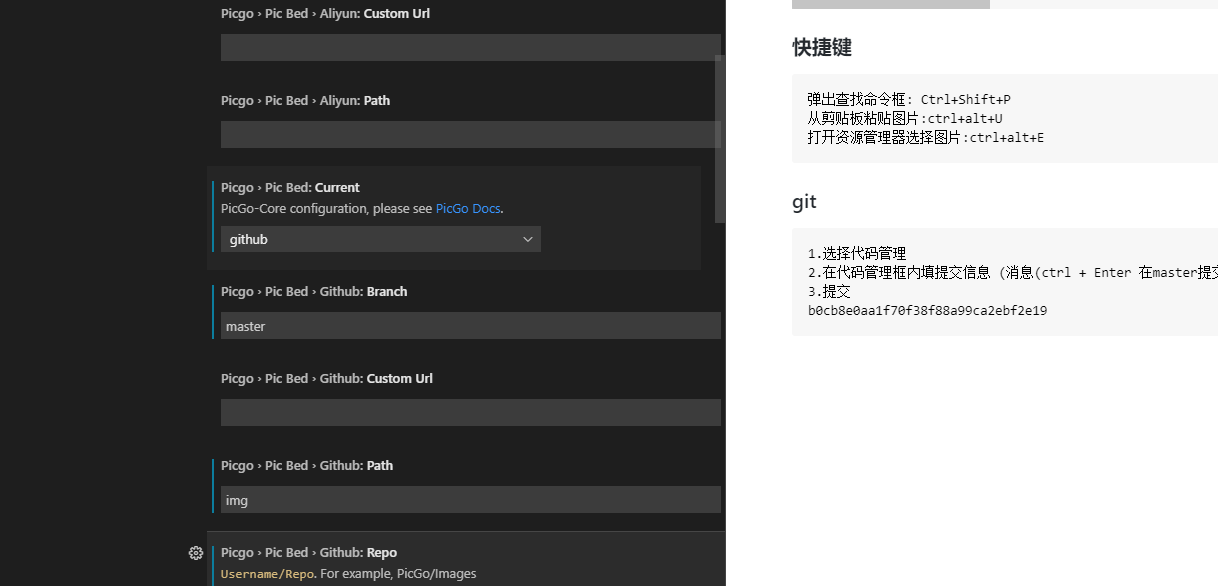 Picgo › Pic Bed › Aliyun: Custom Url
Picgo › Pic Bed › Aliyun: Path
Picgo › Pic Bed: Current
PicGo-Core configuration, please see PicGo Docs.
github
Picgo › Pic Bed › Github: Branch
master
Picgo › Pic Bed › Github: Custom Url
Picgo › Pic Bed › Github: Path
img
Picgo › Pic Bed › Github: Repo
Username/Repo. For example, PicGo/Images
快捷键
弹出查找命令框: Ctrl+Shift+P
从剪贴板粘贴图片:ctrl+alt+U
打开资源管理器选择图片:ctrl+alt+E
git
1.选择代码管理
2.在代码管理框内填提交信息 (消息(ctrl + Enter 在master提交
3.提交
b0cb8e0aa1f70f38f88a99ca2ebf2e19